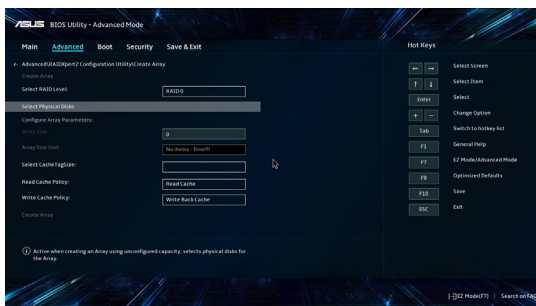 ASUS BIOS Utility - Advanced Mode
Main Advanced Boot Security Save & Exit
Hot Keys
← Advanced\RAIDXpert2 Configuration Utility\Create Array
Create Array
Select RAID Level: RAID 0
Select Physical Disks
Configure Array Parameters:
Array Size: 0
Array Size Unit: No items - Error!!!
Select CacheTagSize:
Read Cache Policy: Read Cache
Write Cache Policy: Write Back Cache
Create Array
← → Select Screen
↑ ↓ Select Item
Enter Select
+ − Change Option
Tab Switch to hotkey list
F1 General Help
F7 EZ Mode/Advanced Mode
F9 Optimized Defaults
F10 Save
ESC Exit
Active when creating an Array using unconfigured capacity; selects physical disks for
the Array.
EZ Mode(F7) | Search on FAQ